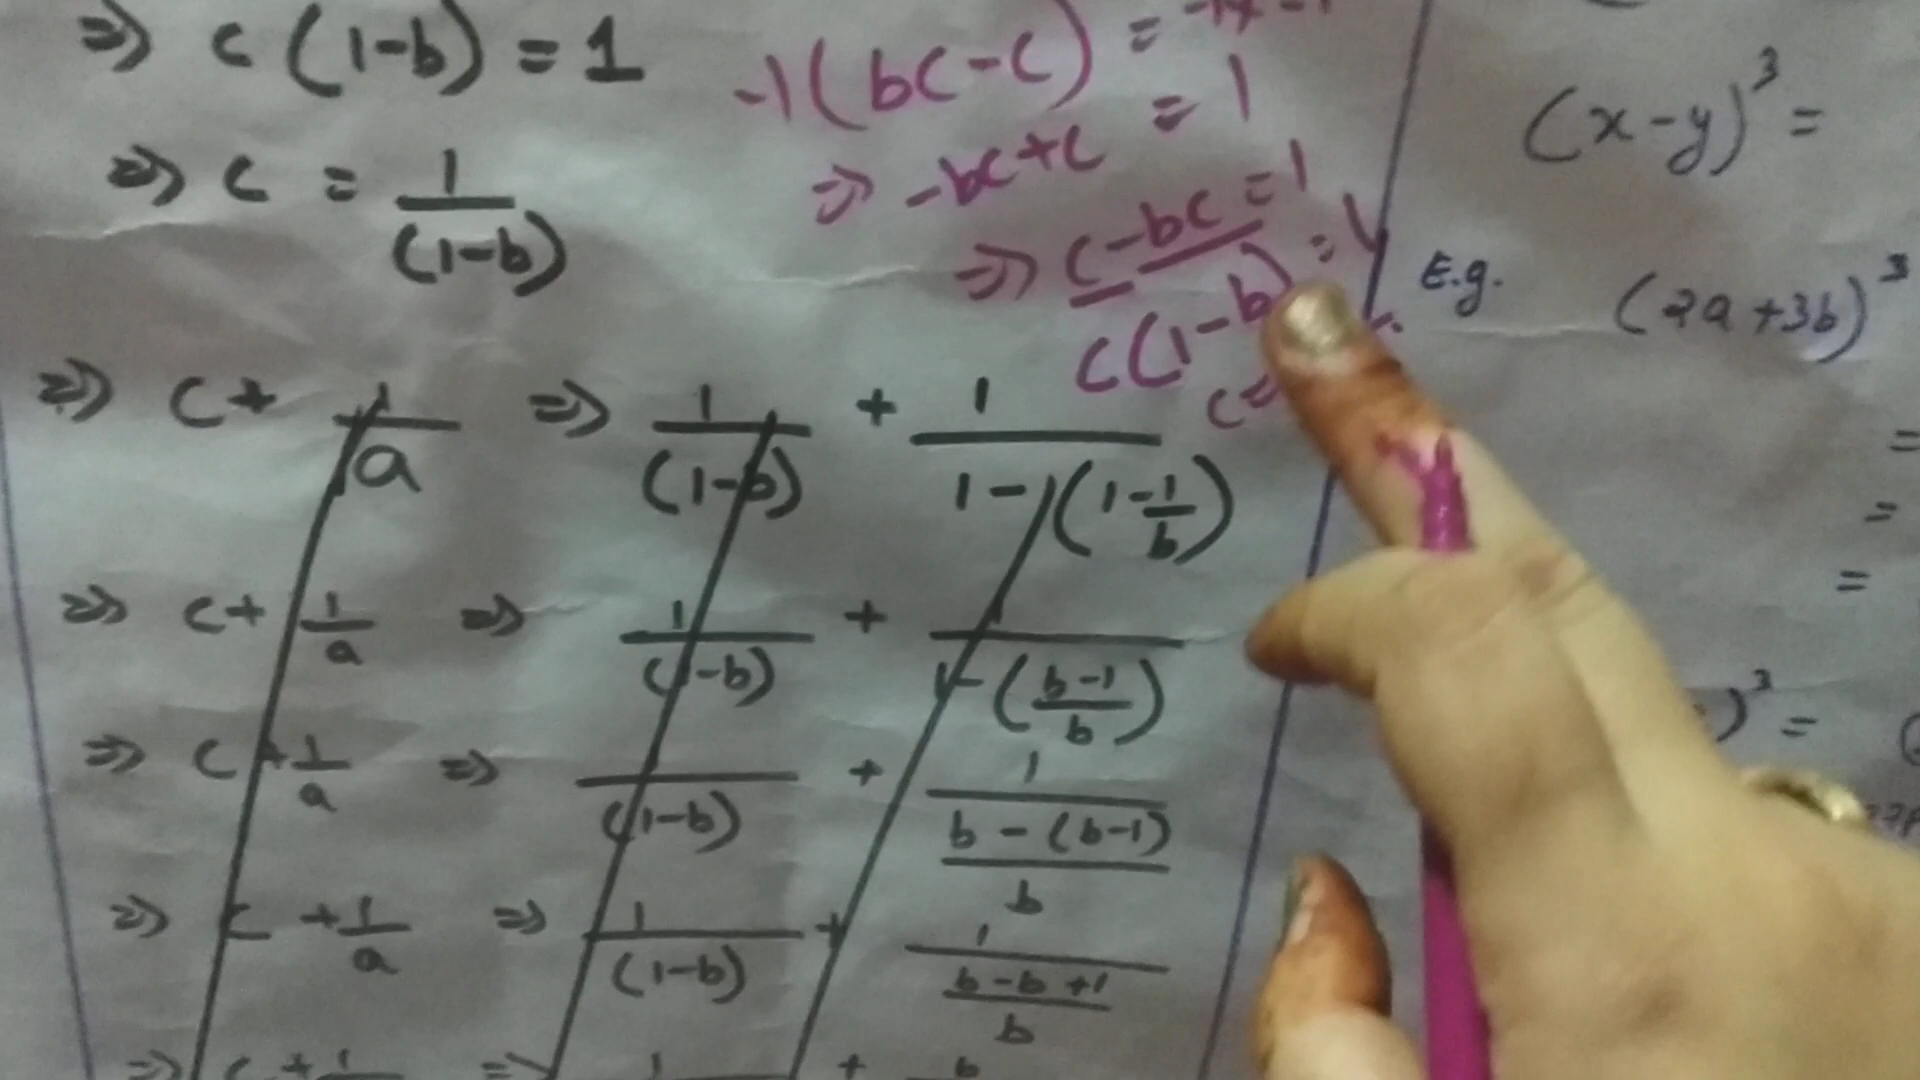 => c (1-b) = 1
=> c = 1/(1-b)
-1(bc-c) =
=> -bc+c = 1
=> c-bc=1
c(1-b) = 1
c=
=> c+ 1/a => 1/(1-b) + 1/(1-(1-1/b))
=> c+ 1/a => 1/(1-b) + 1/(1-((b-1)/b))
=> c +1/a => /(1-b) + 1/((b-(b-1))/b)
=> c +1/a => 1/(1-b) + 1/((b-b+1)/b)
=> c +1 => 1 + b
(x-y)³ =
E.g. (2a+3b)³
=
=
=
)³ =